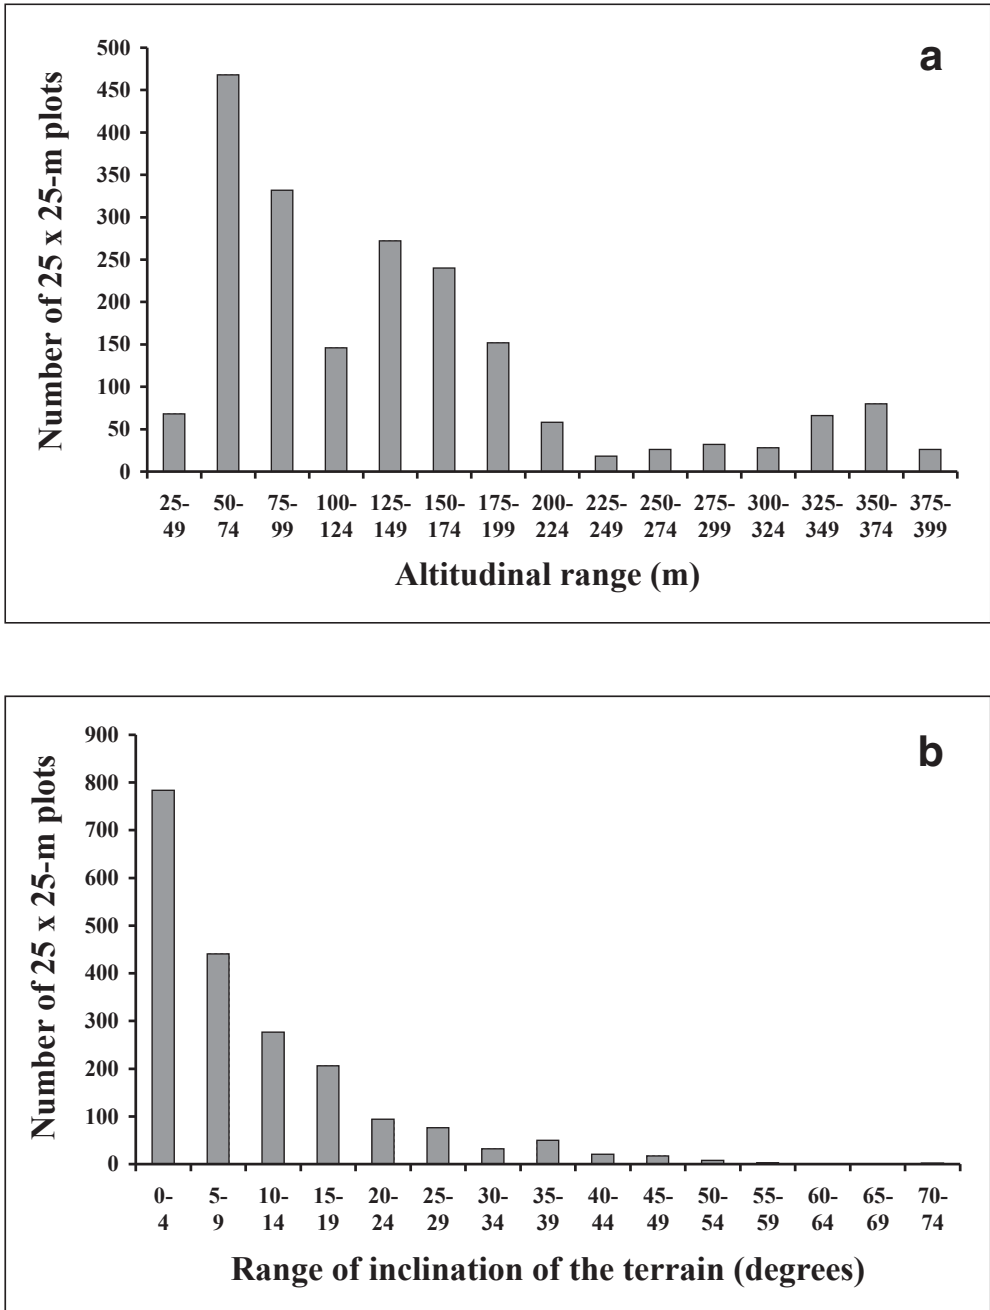 a
Number of 25 x 25-m plots
500
450
400
350
300
250
200
150
100
50
0
25- 50- 75- 100- 125- 150- 175- 200- 225- 250- 275- 300- 325- 350- 375-
49 74 99 124 149 174 199 224 249 274 299 324 349 374 399
Altitudinal range (m)
b
Number of 25 x 25-m plots
900
800
700
600
500
400
300
200
100
0
0- 5- 10- 15- 20- 25- 30- 35- 40- 45- 50- 55- 60- 65- 70-
4 9 14 19 24 29 34 39 44 49 54 59 64 69 74
Range of inclination of the terrain (degrees)